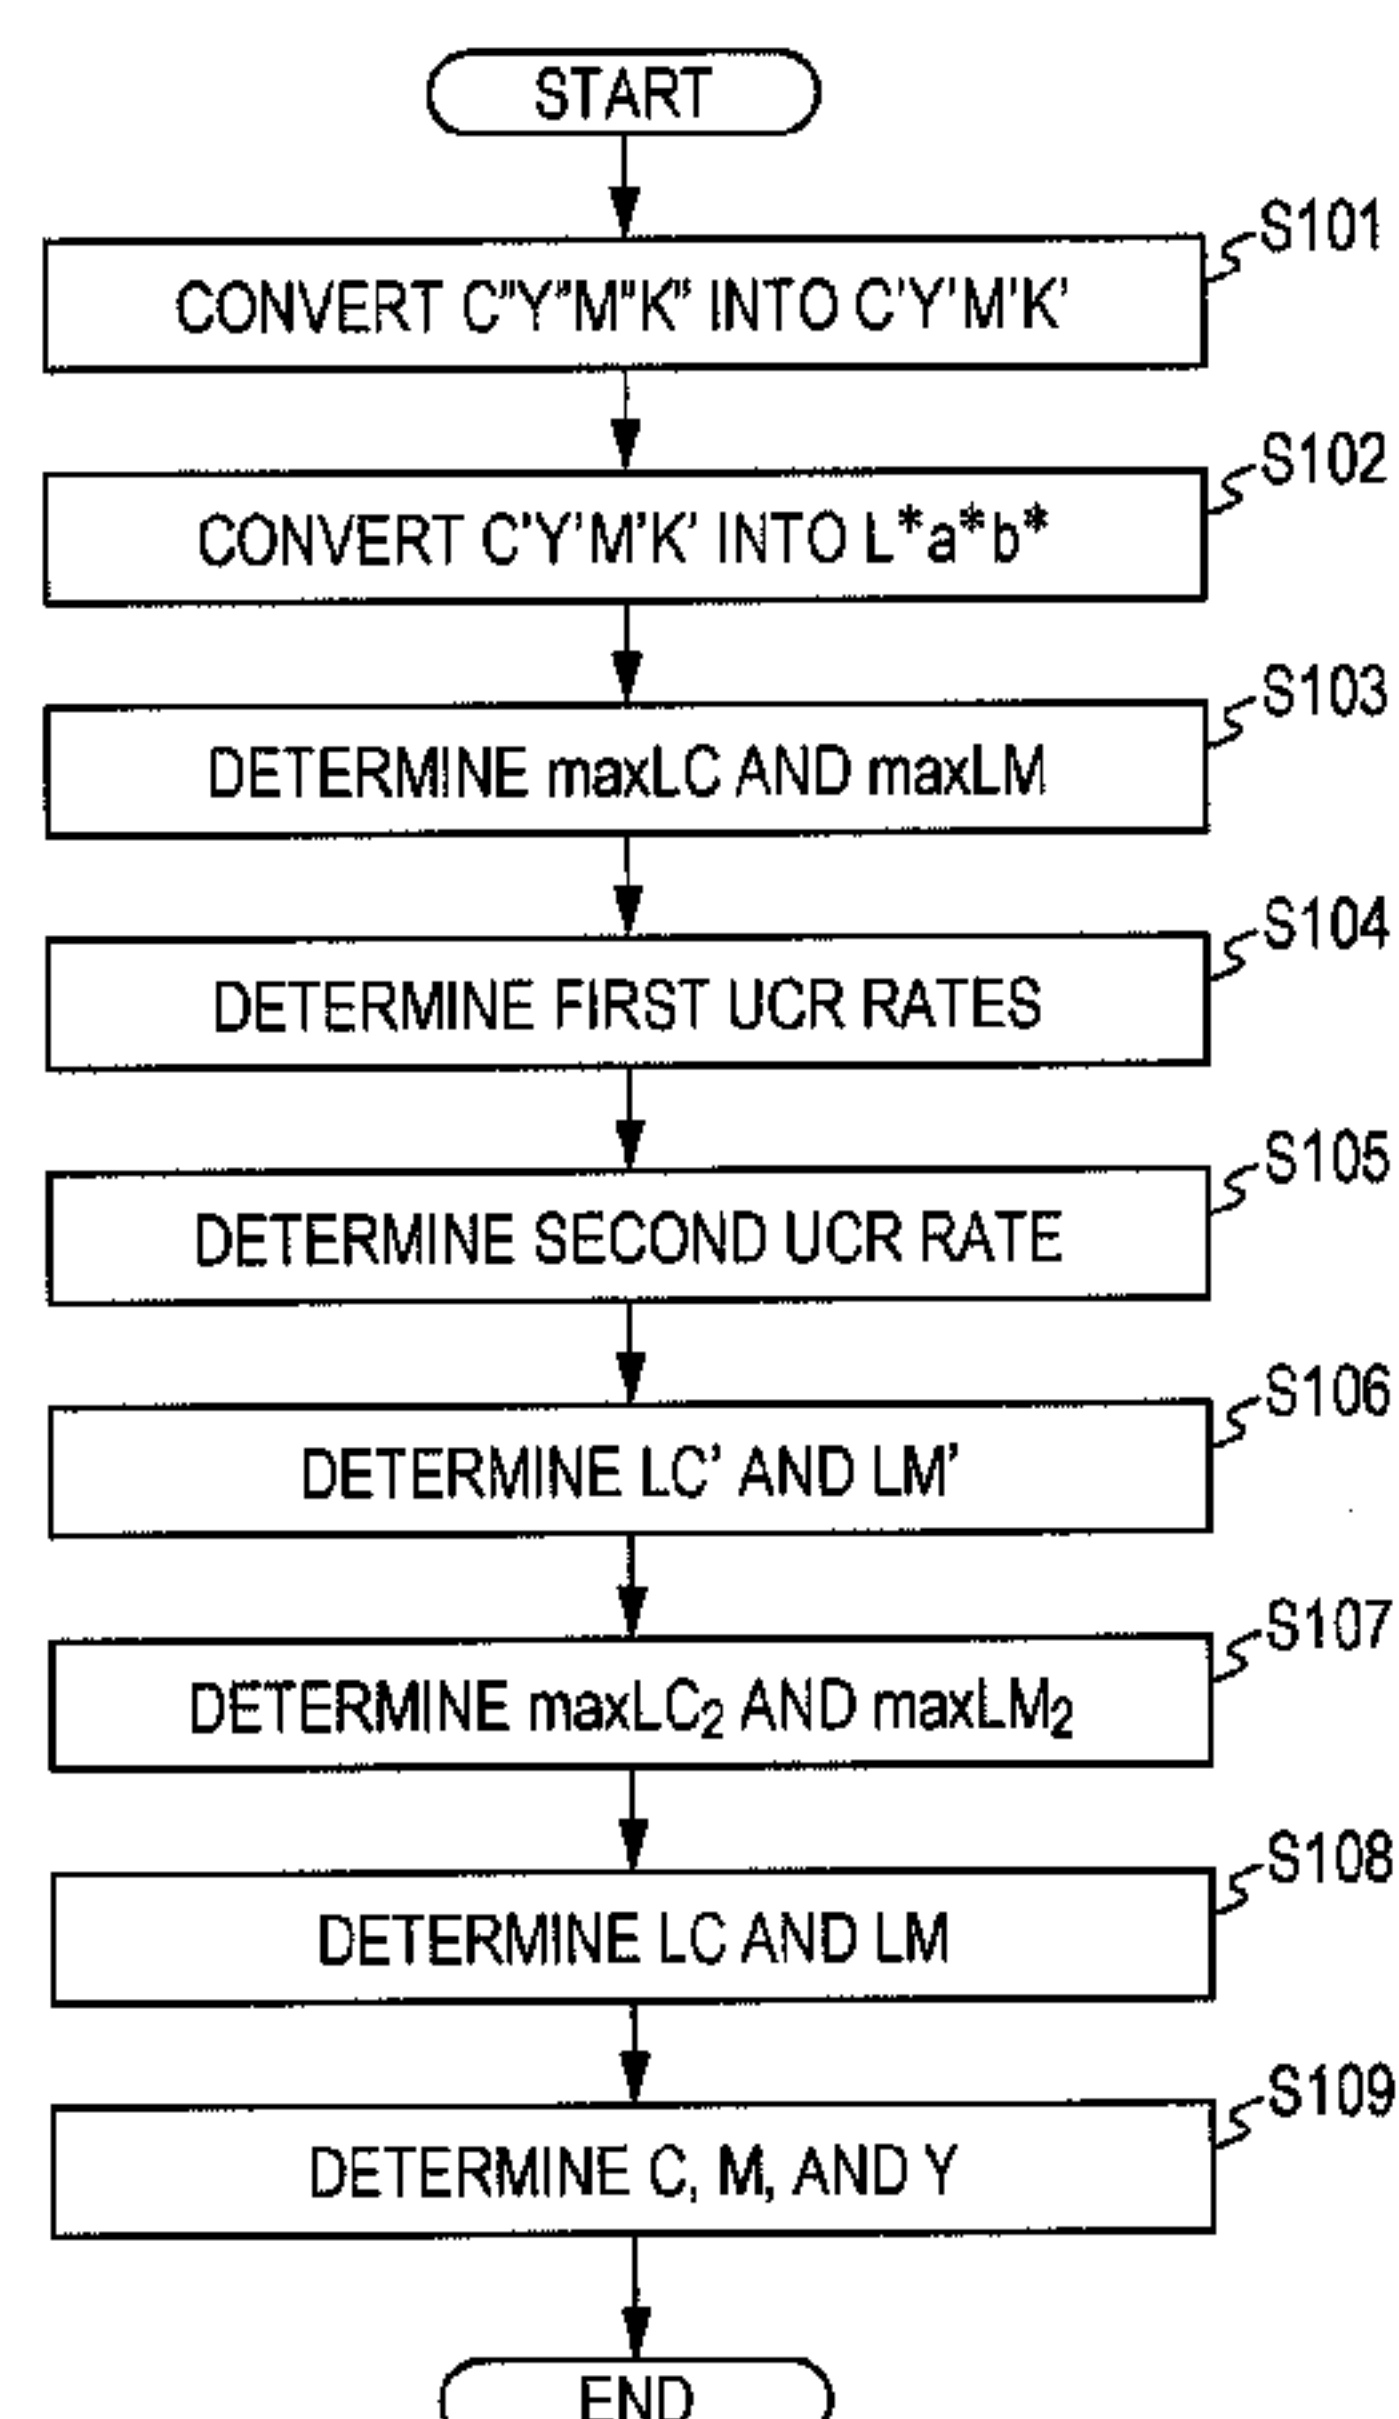 START
S101
CONVERT C"Y"M"K" INTO C'Y'M'K'
S102
CONVERT C'Y'M'K' INTO L*a*b*
S103
DETERMINE maxLC AND maxLM
S104
DETERMINE FIRST UCR RATES
S105
DETERMINE SECOND UCR RATE
S106
DETERMINE LC' AND LM'
S107
DETERMINE maxLC₂ AND maxLM₂
S108
DETERMINE LC AND LM
S109
DETERMINE C, M, AND Y
END